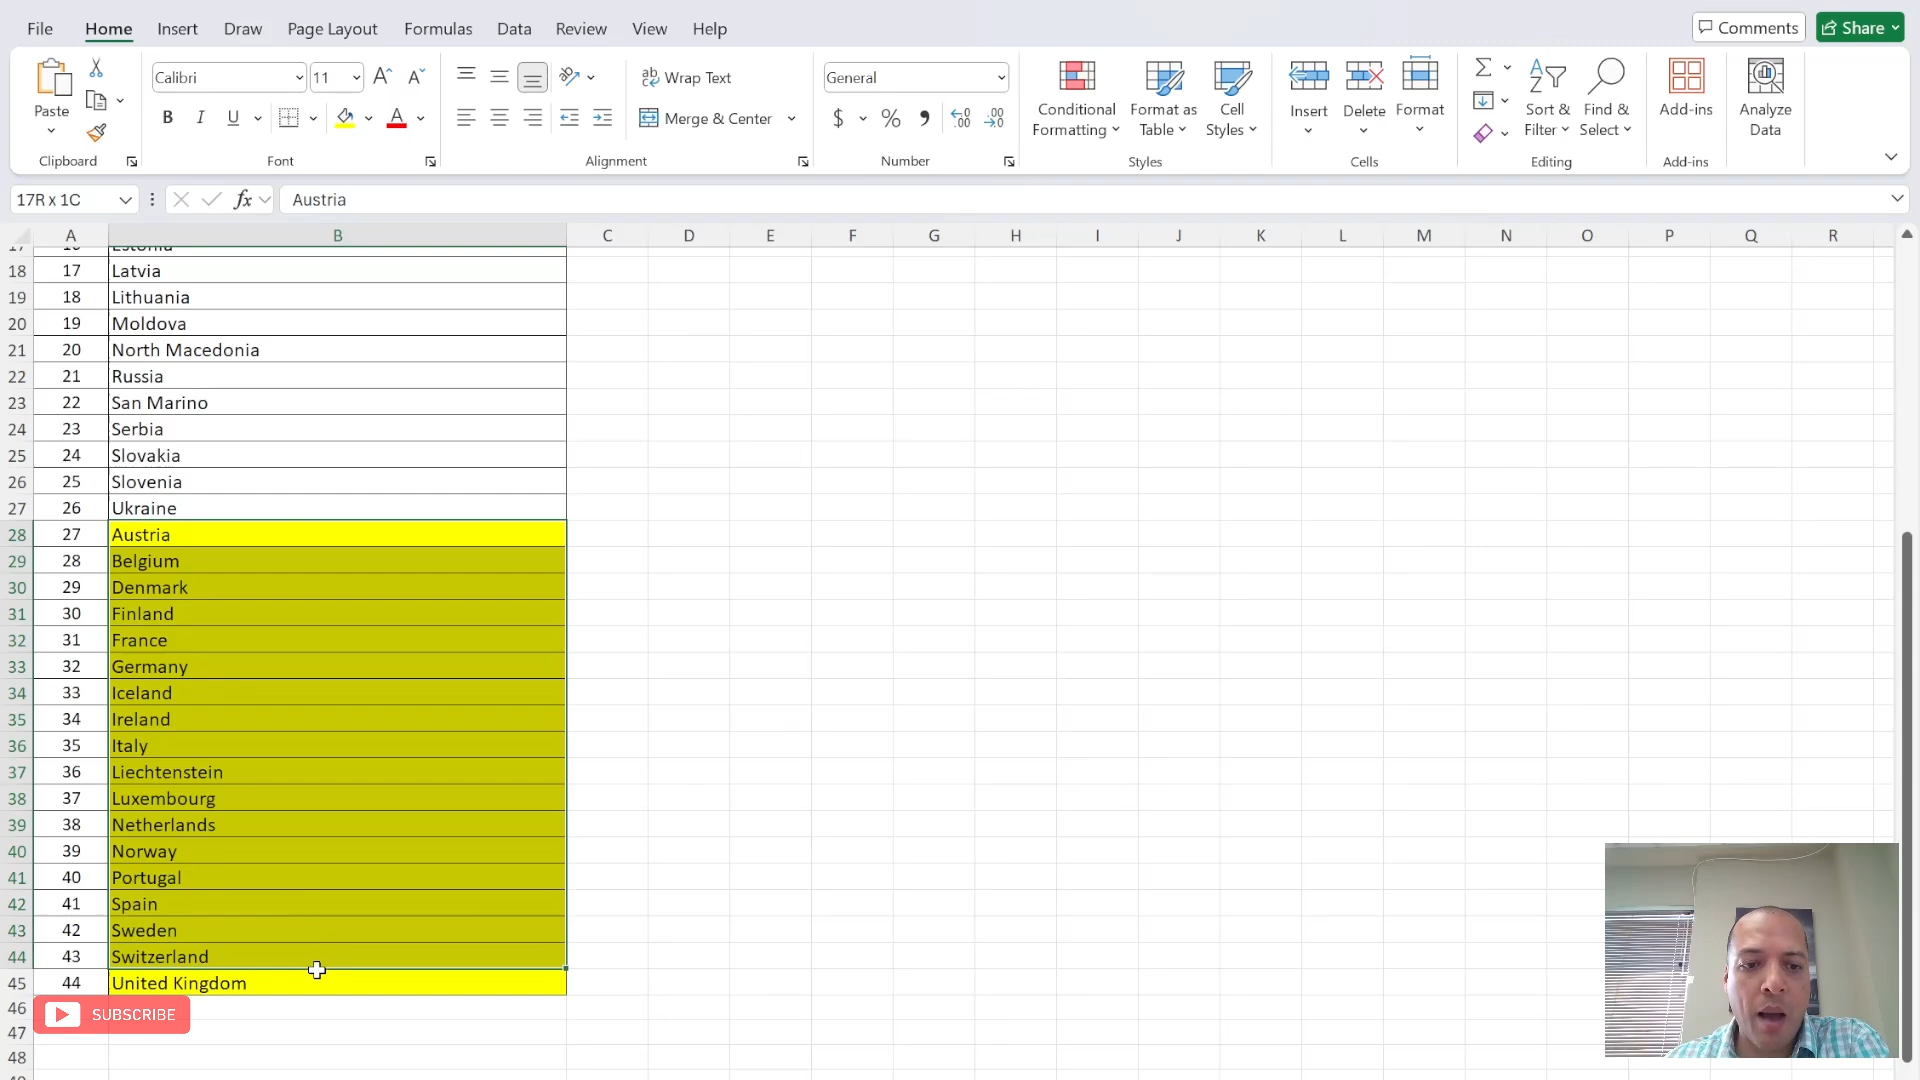 File Home Insert Draw Page Layout Formulas Data Review View Help Comments Share
Paste
Clipboard
Calibri 11
B I U
Font
Wrap Text
Merge & Center
Alignment
General
$ % ,
Number
Conditional Formatting
Format as Table
Cell Styles
Styles
Insert
Delete
Format
Cells
Sort & Filter
Find & Select
Editing
Add-ins
Add-ins
Analyze Data
17R x 1C fx Austria
A B C D E F G H I J K L M N O P Q R
17 16 Estonia
18 17 Latvia
19 18 Lithuania
20 19 Moldova
21 20 North Macedonia
22 21 Russia
23 22 San Marino
24 23 Serbia
25 24 Slovakia
26 25 Slovenia
27 26 Ukraine
28 27 Austria
29 28 Belgium
30 29 Denmark
31 30 Finland
32 31 France
33 32 Germany
34 33 Iceland
35 34 Ireland
36 35 Italy
37 36 Liechtenstein
38 37 Luxembourg
39 38 Netherlands
40 39 Norway
41 40 Portugal
42 41 Spain
43 42 Sweden
44 43 Switzerland
45 44 United Kingdom
46
SUBSCRIBE
47
48